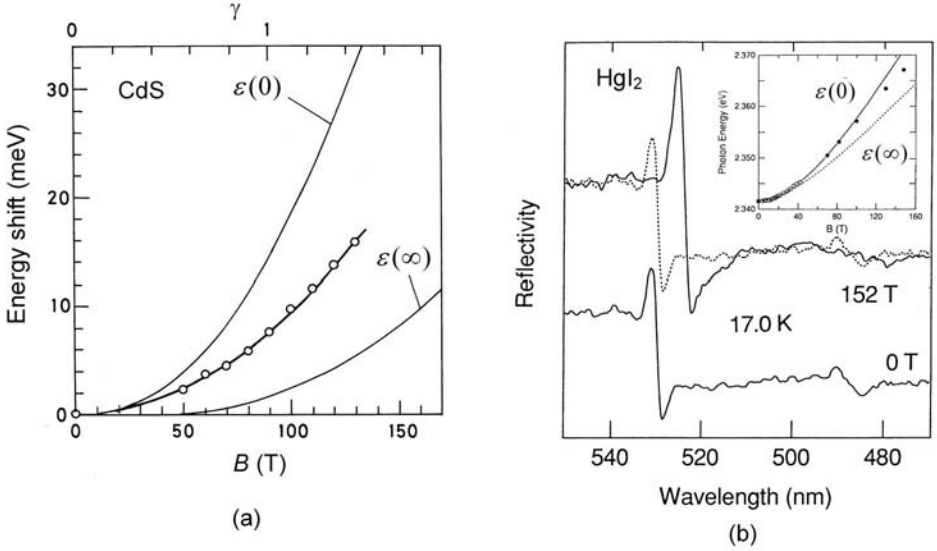 γ
0 1
30
20
10
0
Energy shift (meV)
CdS
ε(0)
ε(∞)
0 50 100 150
B (T)
(a)
HgI₂
Reflectivity
2.370
2.360
2.350
2.340
Photon Energy (eV)
ε(0)
ε(∞)
0 40 80 120 160
B (T)
152 T
17.0 K
0 T
540 520 500 480
Wavelength (nm)
(b)